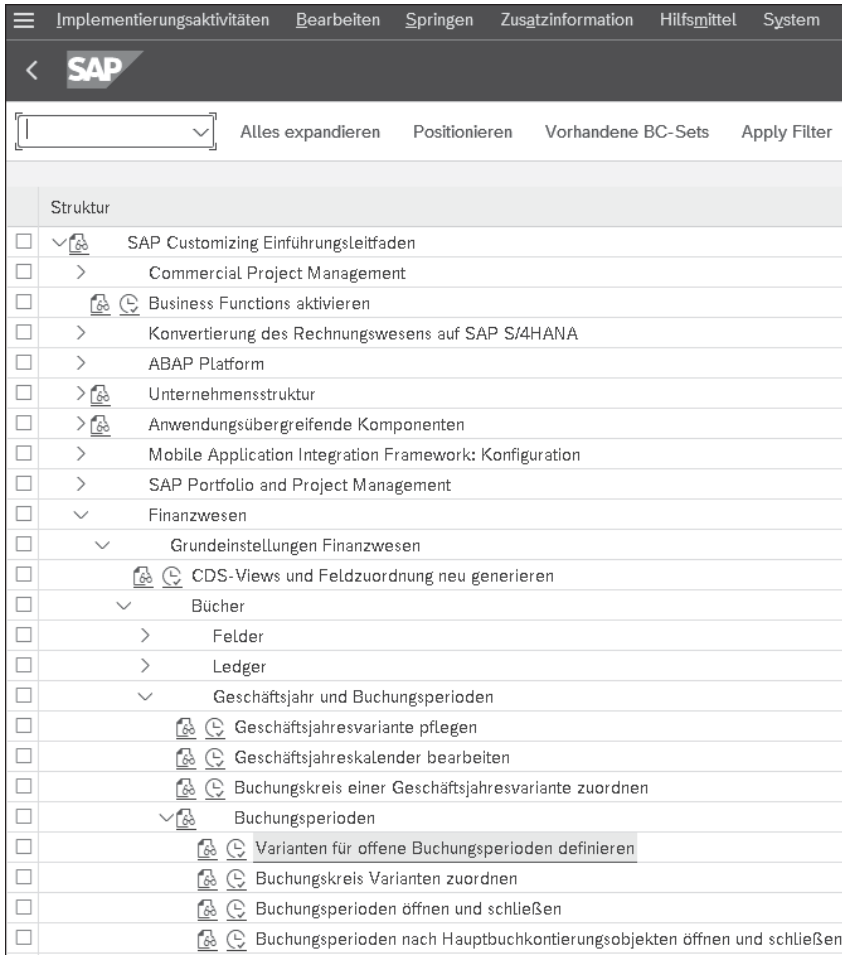 Implementierungsaktivitäten Bearbeiten Springen Zusatzinformation Hilfsmittel System
SAP
Alles expandieren Positionieren Vorhandene BC-Sets Apply Filter
Struktur
SAP Customizing Einführungsleitfaden
Commercial Project Management
Business Functions aktivieren
Konvertierung des Rechnungswesens auf SAP S/4HANA
ABAP Platform
Unternehmensstruktur
Anwendungsübergreifende Komponenten
Mobile Application Integration Framework: Konfiguration
SAP Portfolio and Project Management
Finanzwesen
Grundeinstellungen Finanzwesen
CDS-Views und Feldzuordnung neu generieren
Bücher
Felder
Ledger
Geschäftsjahr und Buchungsperioden
Geschäftsjahresvariante pflegen
Geschäftsjahreskalender bearbeiten
Buchungskreis einer Geschäftsjahresvariante zuordnen
Buchungsperioden
Varianten für offene Buchungsperioden definieren
Buchungskreis Varianten zuordnen
Buchungsperioden öffnen und schließen
Buchungsperioden nach Hauptbuchkontierungsobjekten öffnen und schließen